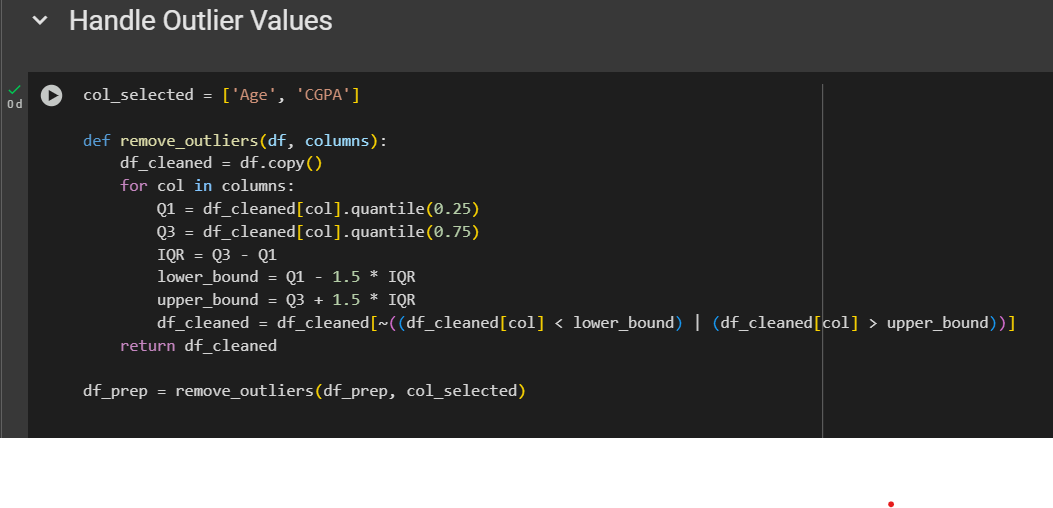 Handle Outlier Values
0d
col_selected = ['Age', 'CGPA']
def remove_outliers(df, columns):
df_cleaned = df.copy()
for col in columns:
Q1 = df_cleaned[col].quantile(0.25)
Q3 = df_cleaned[col].quantile(0.75)
IQR = Q3 - Q1
lower_bound = Q1 - 1.5 * IQR
upper_bound = Q3 + 1.5 * IQR
df_cleaned = df_cleaned[~((df_cleaned[col] < lower_bound) | (df_cleaned[col] > upper_bound))]
return df_cleaned
df_prep = remove_outliers(df_prep, col_selected)